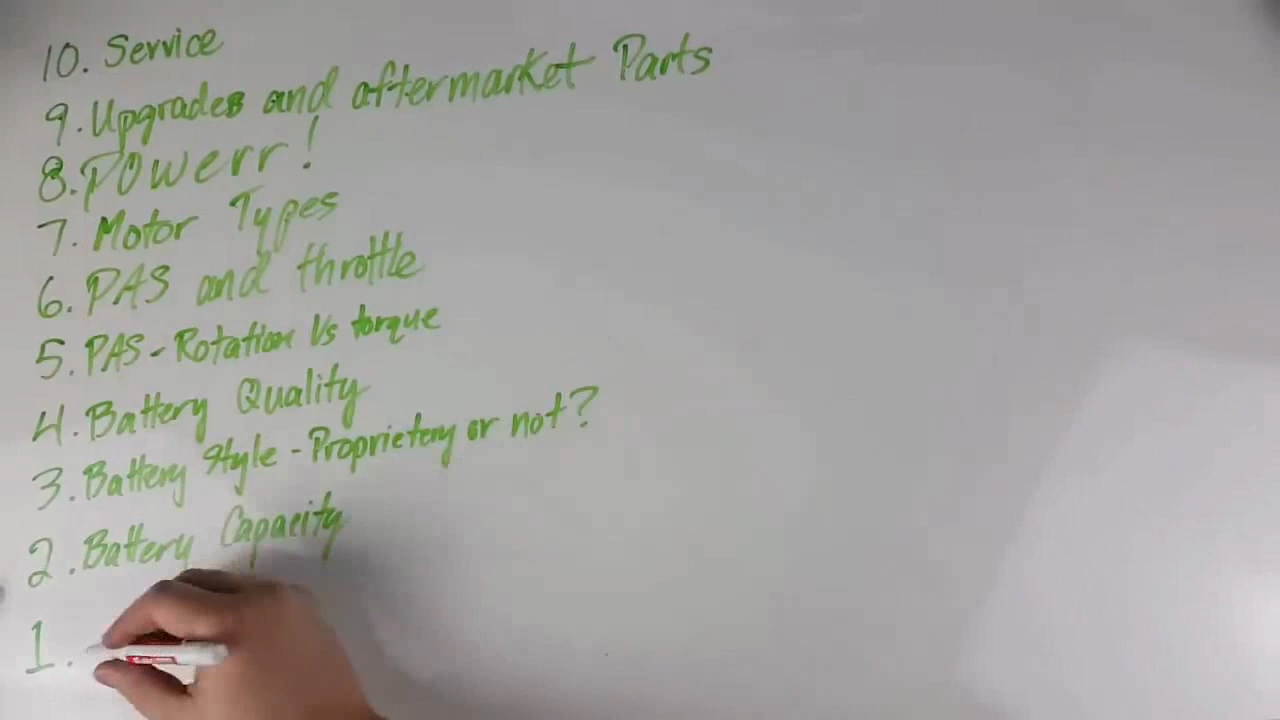 10. Service
9. Upgrades and aftermarket Parts
8. Powerr!
7. Motor Types
6. PAS and throttle
5. PAS - Rotation Vs torque
4. Battery Quality
3. Battery Style - Proprietery or not?
2. Battery Capacity
1.